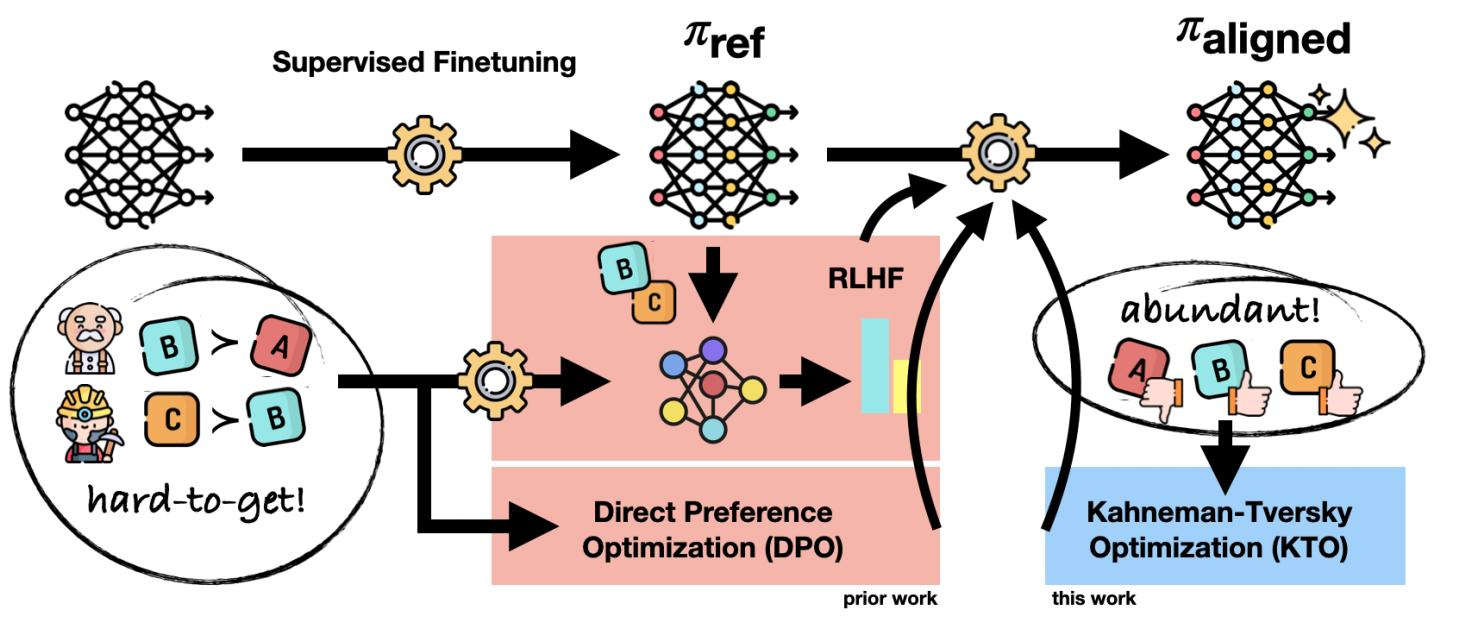 Supervised Finetuning
πref
πaligned
B
C
RLHF
B > A
C > B
hard-to-get!
abundant!
A
B
C
Direct Preference
Optimization (DPO)
Kahneman-Tversky
Optimization (KTO)
prior work
this work